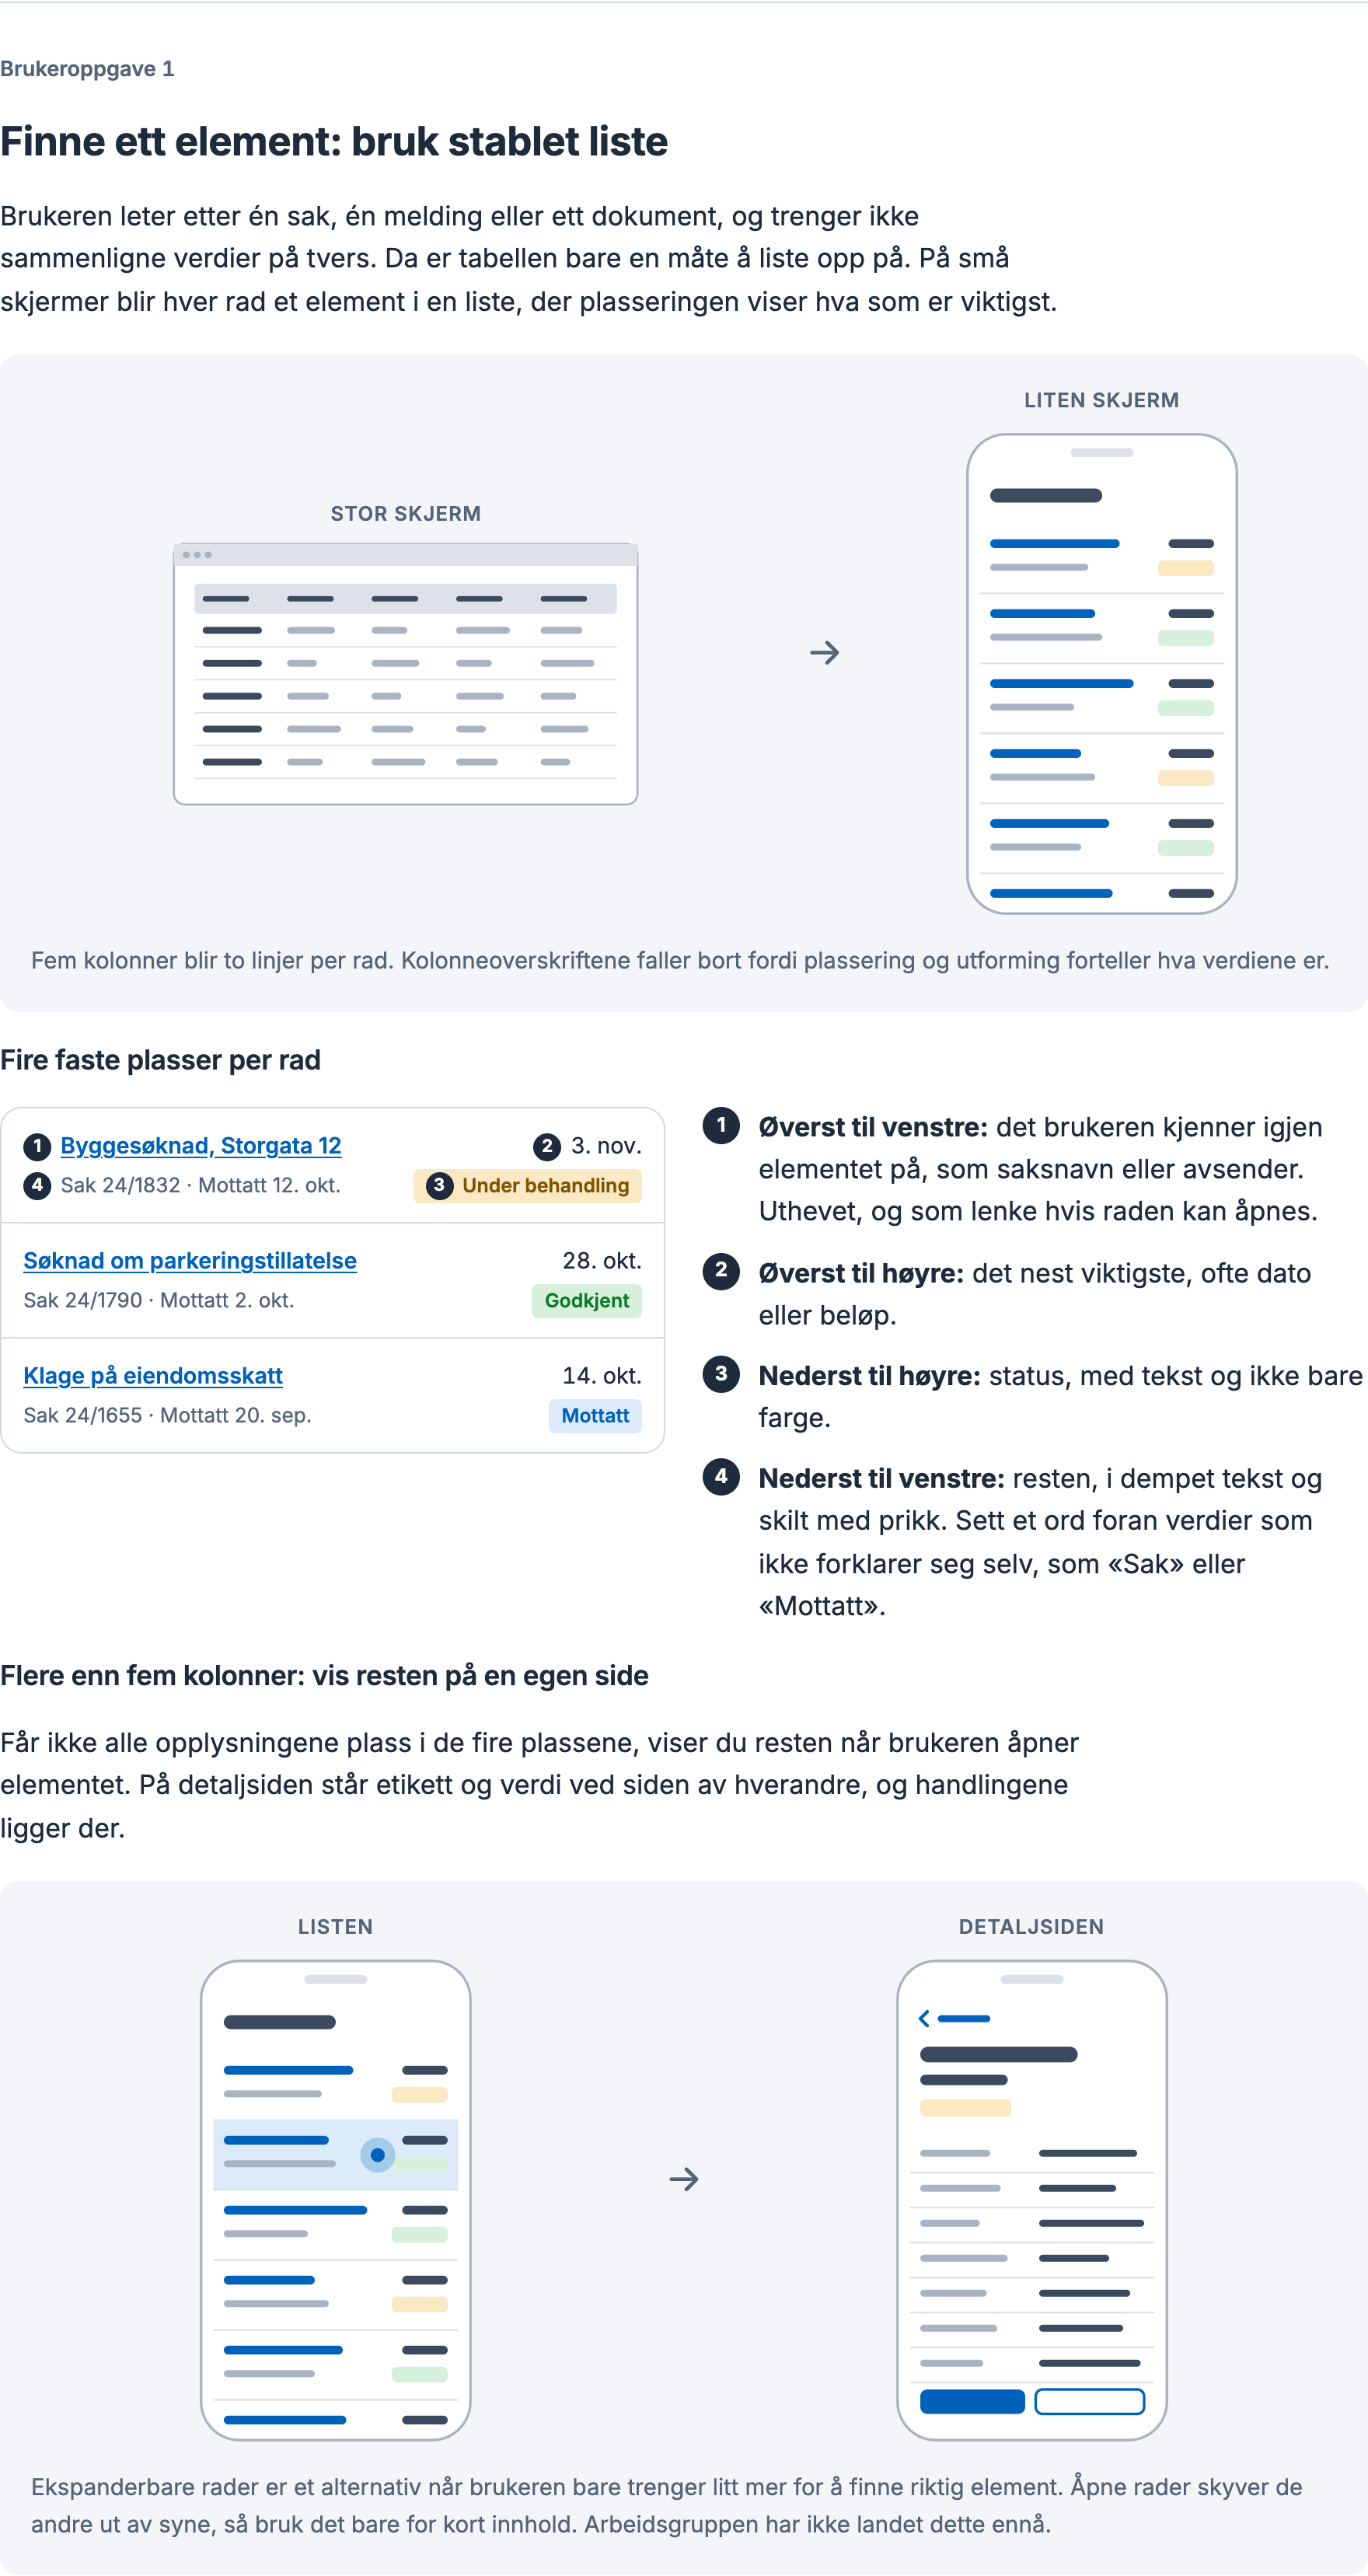 Brukeroppgave 1
Finne ett element: bruk stablet liste
Brukeren leter etter én sak, én melding eller ett dokument, og trenger ikke
sammenligne verdier på tvers. Da er tabellen bare en måte å liste opp på. På små
skjermer blir hver rad et element i en liste, der plasseringen viser hva som er viktigst.
STOR SKJERM
LITEN SKJERM
Fem kolonner blir to linjer per rad. Kolonneoverskriftene faller bort fordi plassering og utforming forteller hva verdiene er.
Fire faste plasser per rad
1 Byggesøknad, Storgata 12 2 3. nov.
4 Sak 24/1832 · Mottatt 12. okt. 3 Under behandling
Søknad om parkeringstillatelse 28. okt.
Sak 24/1790 · Mottatt 2. okt. Godkjent
Klage på eiendomsskatt 14. okt.
Sak 24/1655 · Mottatt 20. sep. Mottatt
1 Øverst til venstre: det brukeren kjenner igjen
elementet på, som saksnavn eller avsender.
Uthevet, og som lenke hvis raden kan åpnes.
2 Øverst til høyre: det nest viktigste, ofte dato
eller beløp.
3 Nederst til høyre: status, med tekst og ikke bare
farge.
4 Nederst til venstre: resten, i dempet tekst og
skilt med prikk. Sett et ord foran verdier som
ikke forklarer seg selv, som «Sak» eller
«Mottatt».
Flere enn fem kolonner: vis resten på en egen side
Får ikke alle opplysningene plass i de fire plassene, viser du resten når brukeren åpner
elementet. På detaljsiden står etikett og verdi ved siden av hverandre, og handlingene
ligger der.
LISTEN
DETALJSIDEN
Ekspanderbare rader er et alternativ når brukeren bare trenger litt mer for å finne riktig element. Åpne rader skyver de
andre ut av syne, så bruk det bare for kort innhold. Arbeidsgruppen har ikke landet dette ennå.